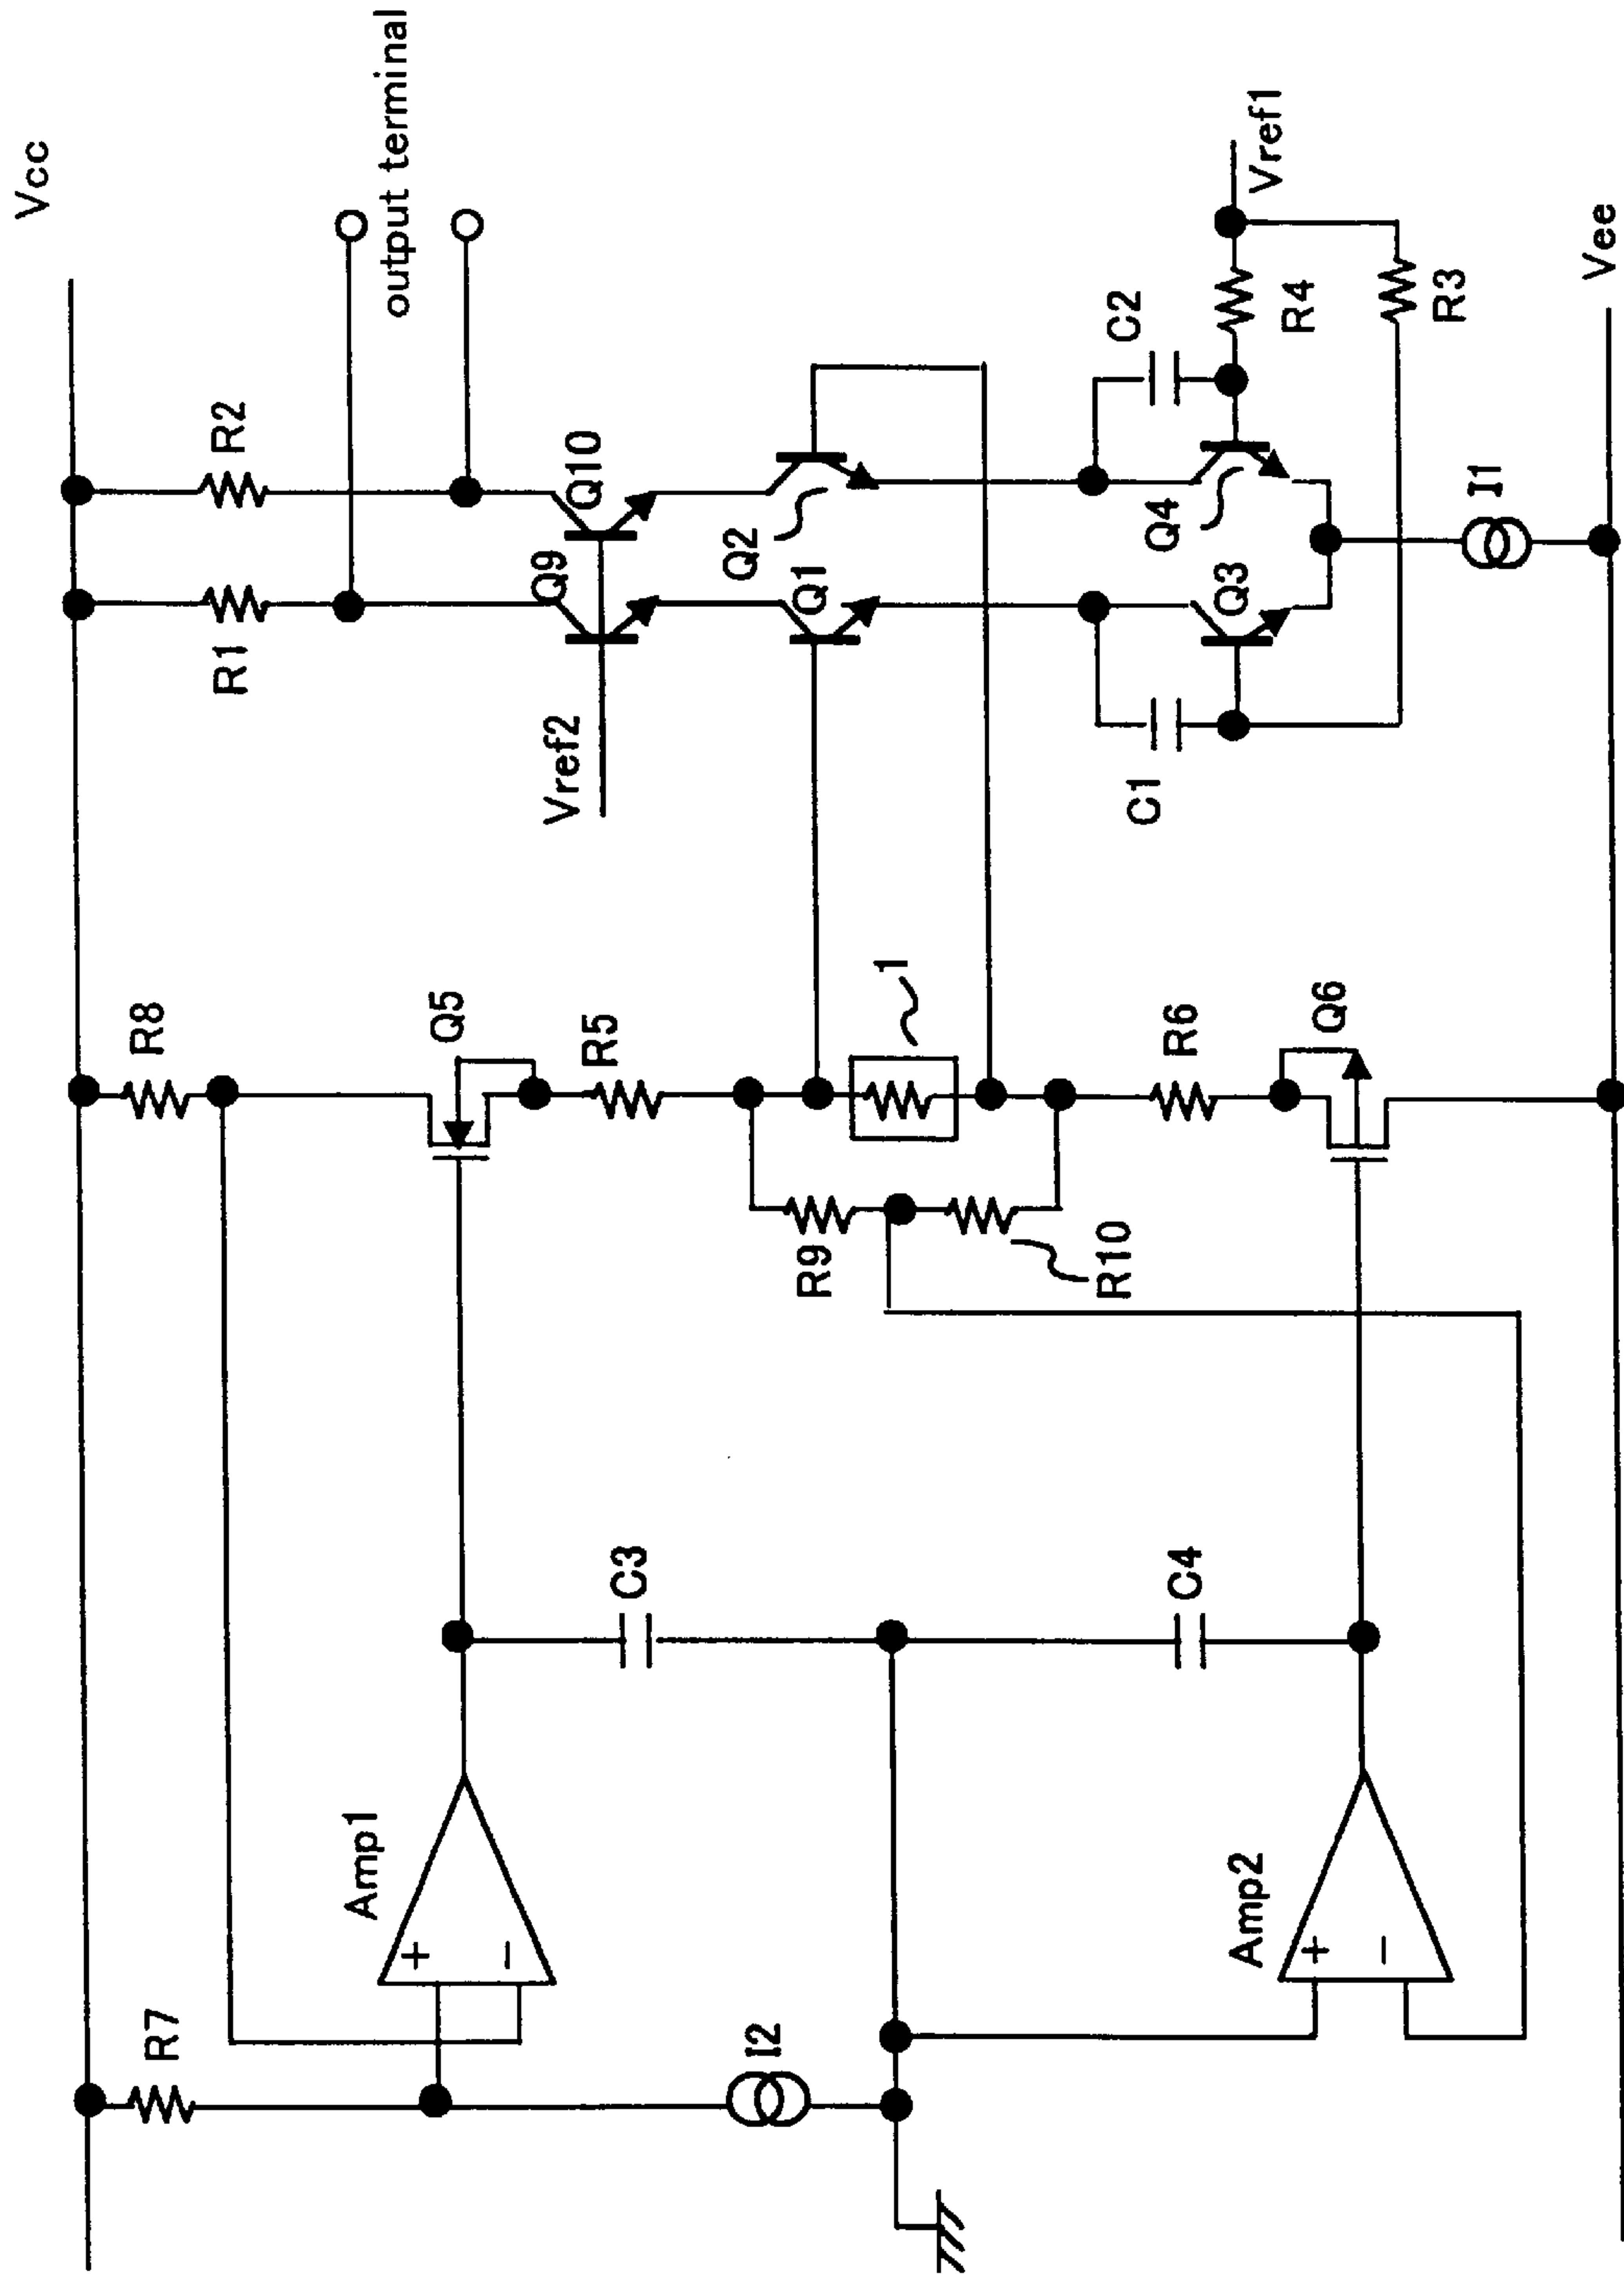 Vcc
output terminal
R2
R1
R8
R7
Q10
Q9
Vref2
Q5
Amp1
+
−
Q2
Q1
R5
1
C3
I2
R9
R10
C2
C1
R4
Vref1
Q4
Q3
R3
R6
Q6
C4
Amp2
+
−
I1
Vee